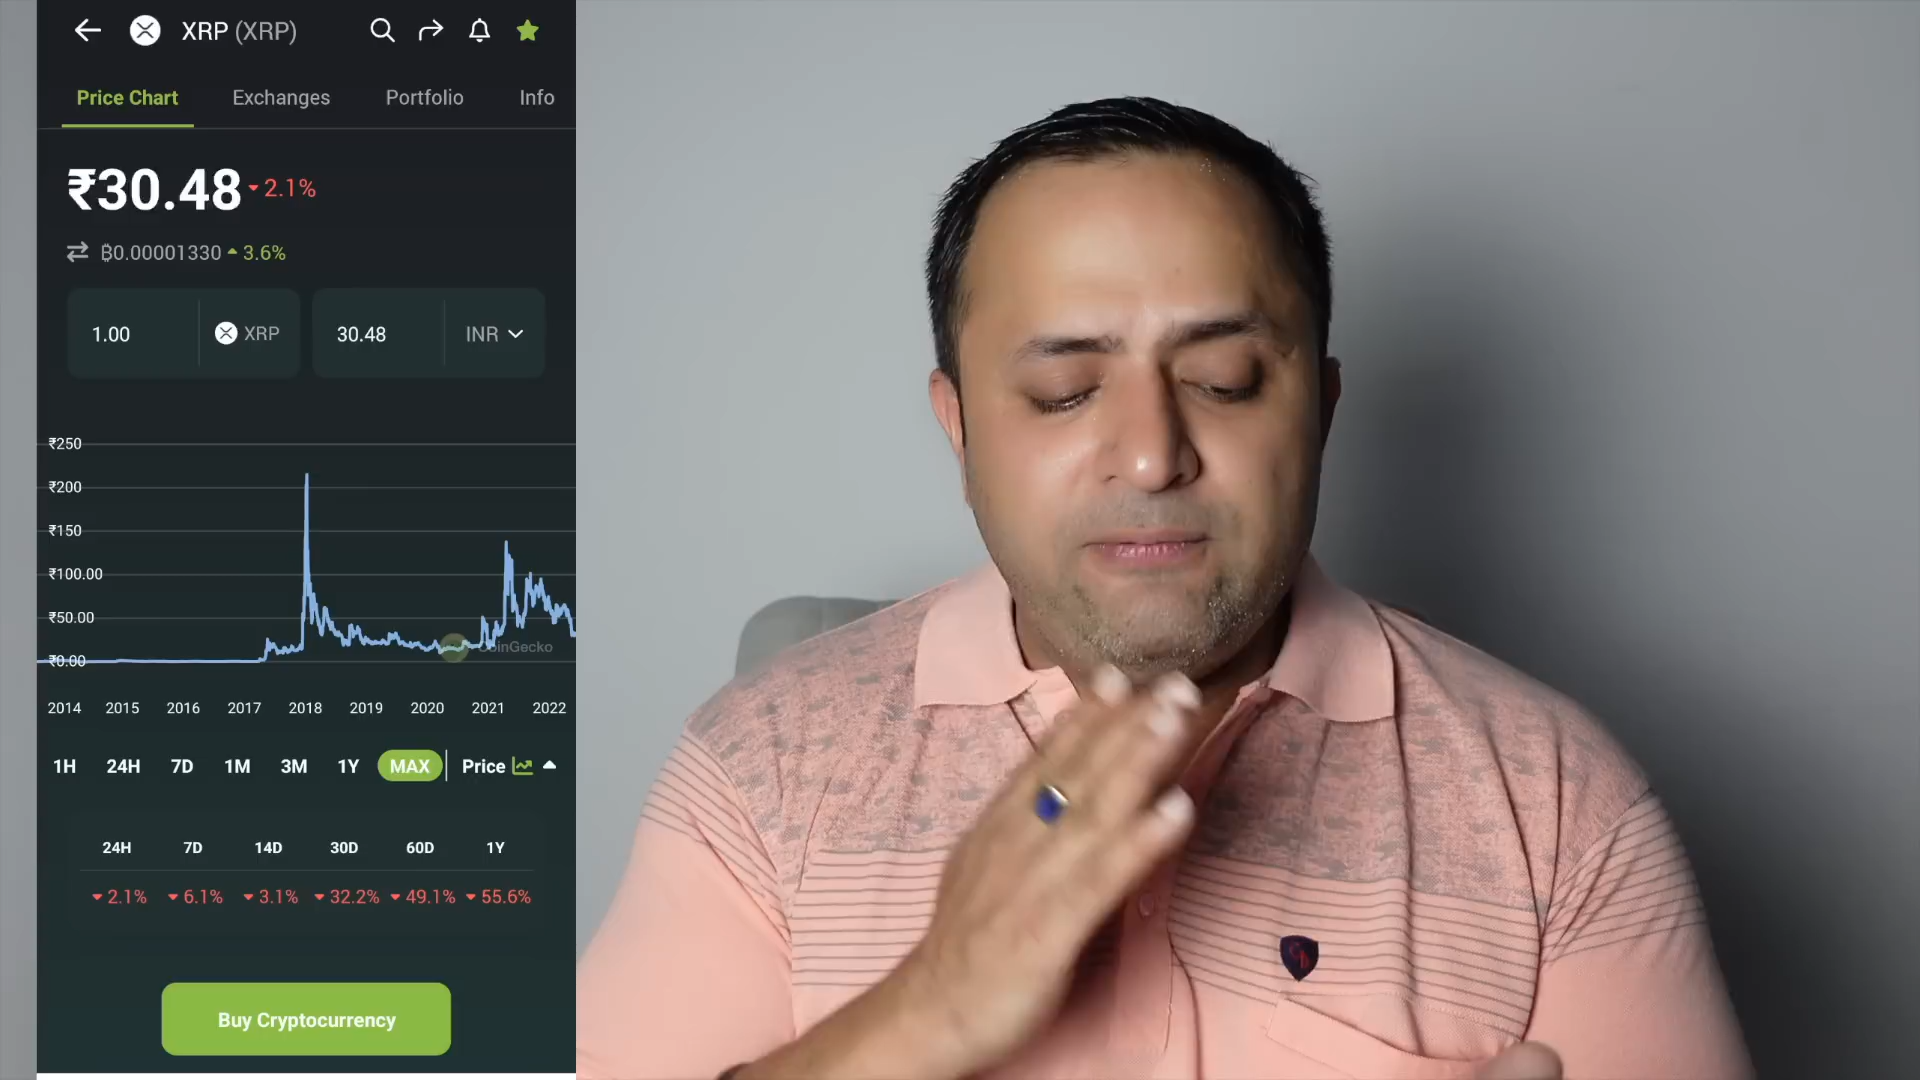 XRP (XRP)
Price Chart Exchanges Portfolio Info
₹30.48 2.1%
₿0.00001330 3.6%
1.00 XRP 30.48 INR
₹250
₹200
₹150
₹100.00
₹50.00
₹0.00
CoinGecko
2014 2015 2016 2017 2018 2019 2020 2021 2022
1H 24H 7D 1M 3M 1Y MAX Price
24H 7D 14D 30D 60D 1Y
2.1% 6.1% 3.1% 32.2% 49.1% 55.6%
Buy Cryptocurrency